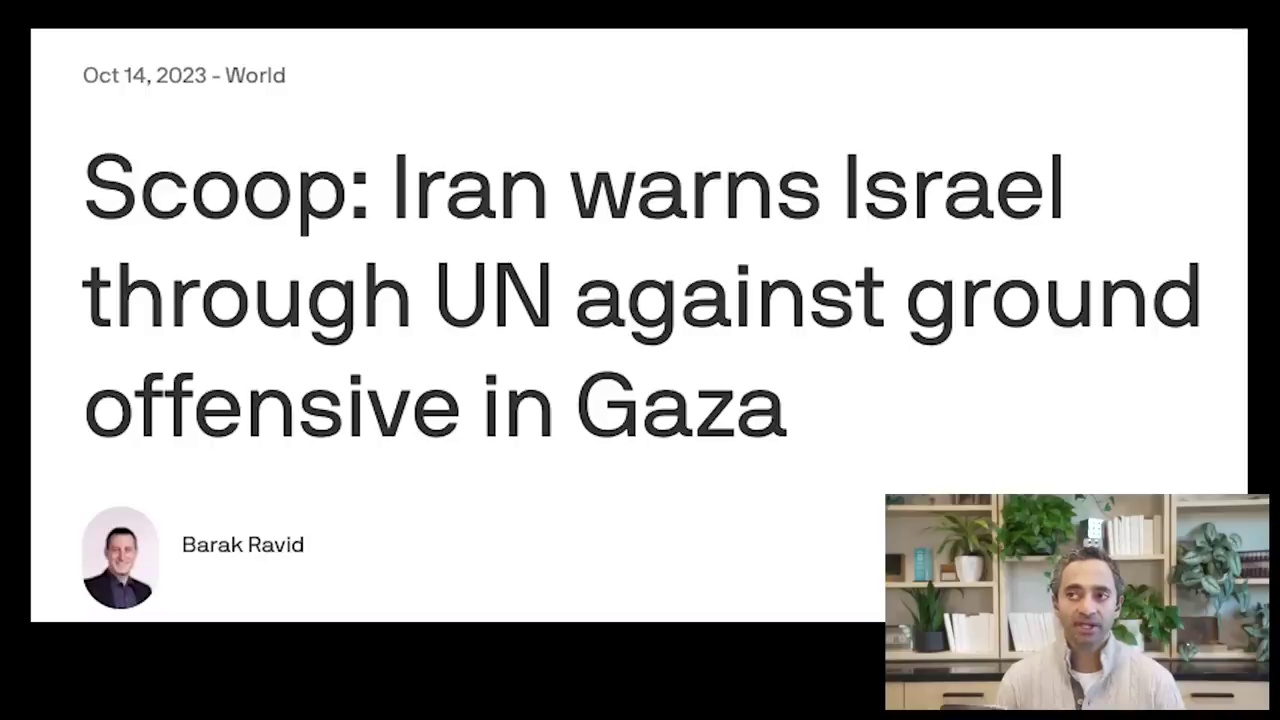 Oct 14, 2023 - World
Scoop: Iran warns Israel
through UN against ground
offensive in Gaza
Barak Ravid